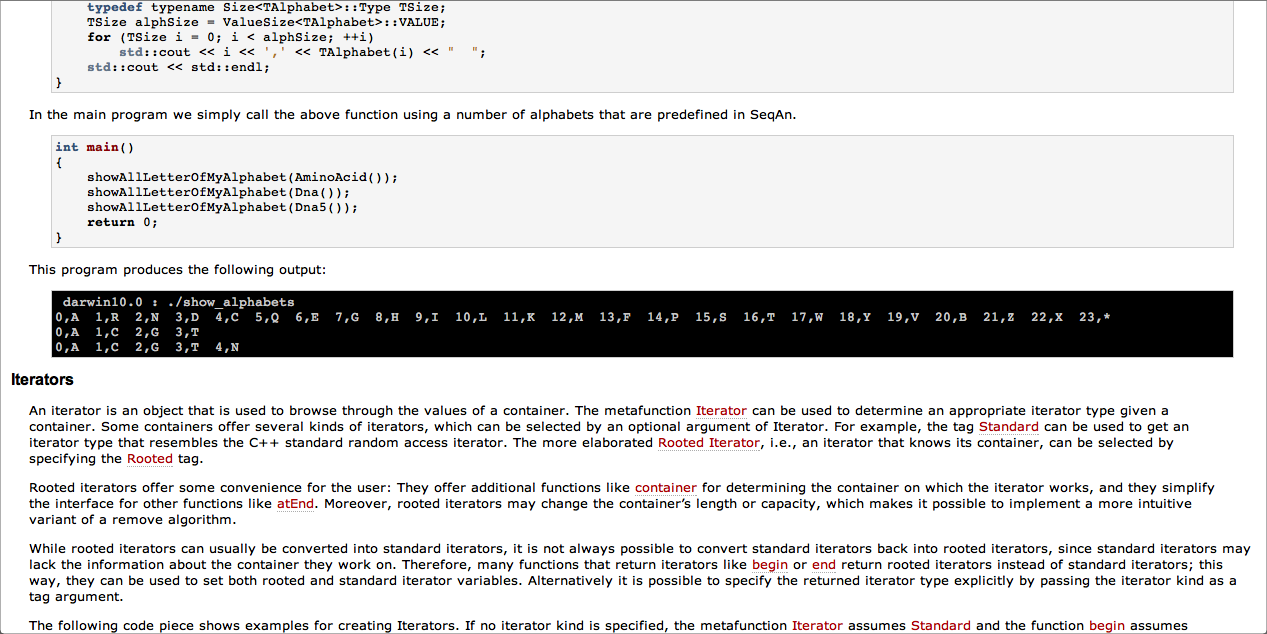 typedef typename Size<TAlphabet>::Type TSize;
TSize alphSize = ValueSize<TAlphabet>::VALUE;
for (TSize i = 0; i < alphSize; ++i)
std::cout << i << ',' << TAlphabet(i) << "  ";
std::cout << std::endl;
}
In the main program we simply call the above function using a number of alphabets that are predefined in SeqAn.
int main()
{
showAllLetterOfMyAlphabet(AminoAcid());
showAllLetterOfMyAlphabet(Dna());
showAllLetterOfMyAlphabet(Dna5());
return 0;
}
This program produces the following output:
darwin10.0 : ./show_alphabets
0,A  1,R  2,N  3,D  4,C  5,Q  6,E  7,G  8,H  9,I  10,L  11,K  12,M  13,F  14,P  15,S  16,T  17,W  18,Y  19,V  20,B  21,Z  22,X  23,*
0,A  1,C  2,G  3,T
0,A  1,C  2,G  3,T  4,N
Iterators
An iterator is an object that is used to browse through the values of a container. The metafunction Iterator can be used to determine an appropriate iterator type given a
container. Some containers offer several kinds of iterators, which can be selected by an optional argument of Iterator. For example, the tag Standard can be used to get an
iterator type that resembles the C++ standard random access iterator. The more elaborated Rooted Iterator, i.e., an iterator that knows its container, can be selected by
specifying the Rooted tag.
Rooted iterators offer some convenience for the user: They offer additional functions like container for determining the container on which the iterator works, and they simplify
the interface for other functions like atEnd. Moreover, rooted iterators may change the container's length or capacity, which makes it possible to implement a more intuitive
variant of a remove algorithm.
While rooted iterators can usually be converted into standard iterators, it is not always possible to convert standard iterators back into rooted iterators, since standard iterators may
lack the information about the container they work on. Therefore, many functions that return iterators like begin or end return rooted iterators instead of standard iterators; this
way, they can be used to set both rooted and standard iterator variables. Alternatively it is possible to specify the returned iterator type explicitly by passing the iterator kind as a
tag argument.
The following code piece shows examples for creating Iterators. If no iterator kind is specified, the metafunction Iterator assumes Standard and the function begin assumes